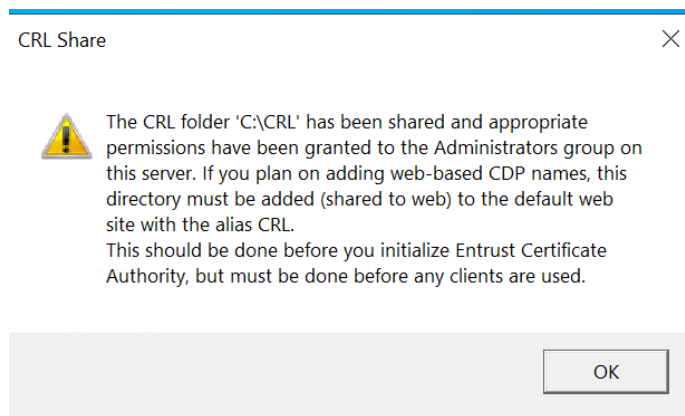 CRL Share
The CRL folder 'C:\CRL' has been shared and appropriate
permissions have been granted to the Administrators group on
this server. If you plan on adding web-based CDP names, this
directory must be added (shared to web) to the default web
site with the alias CRL.
This should be done before you initialize Entrust Certificate
Authority, but must be done before any clients are used.
OK